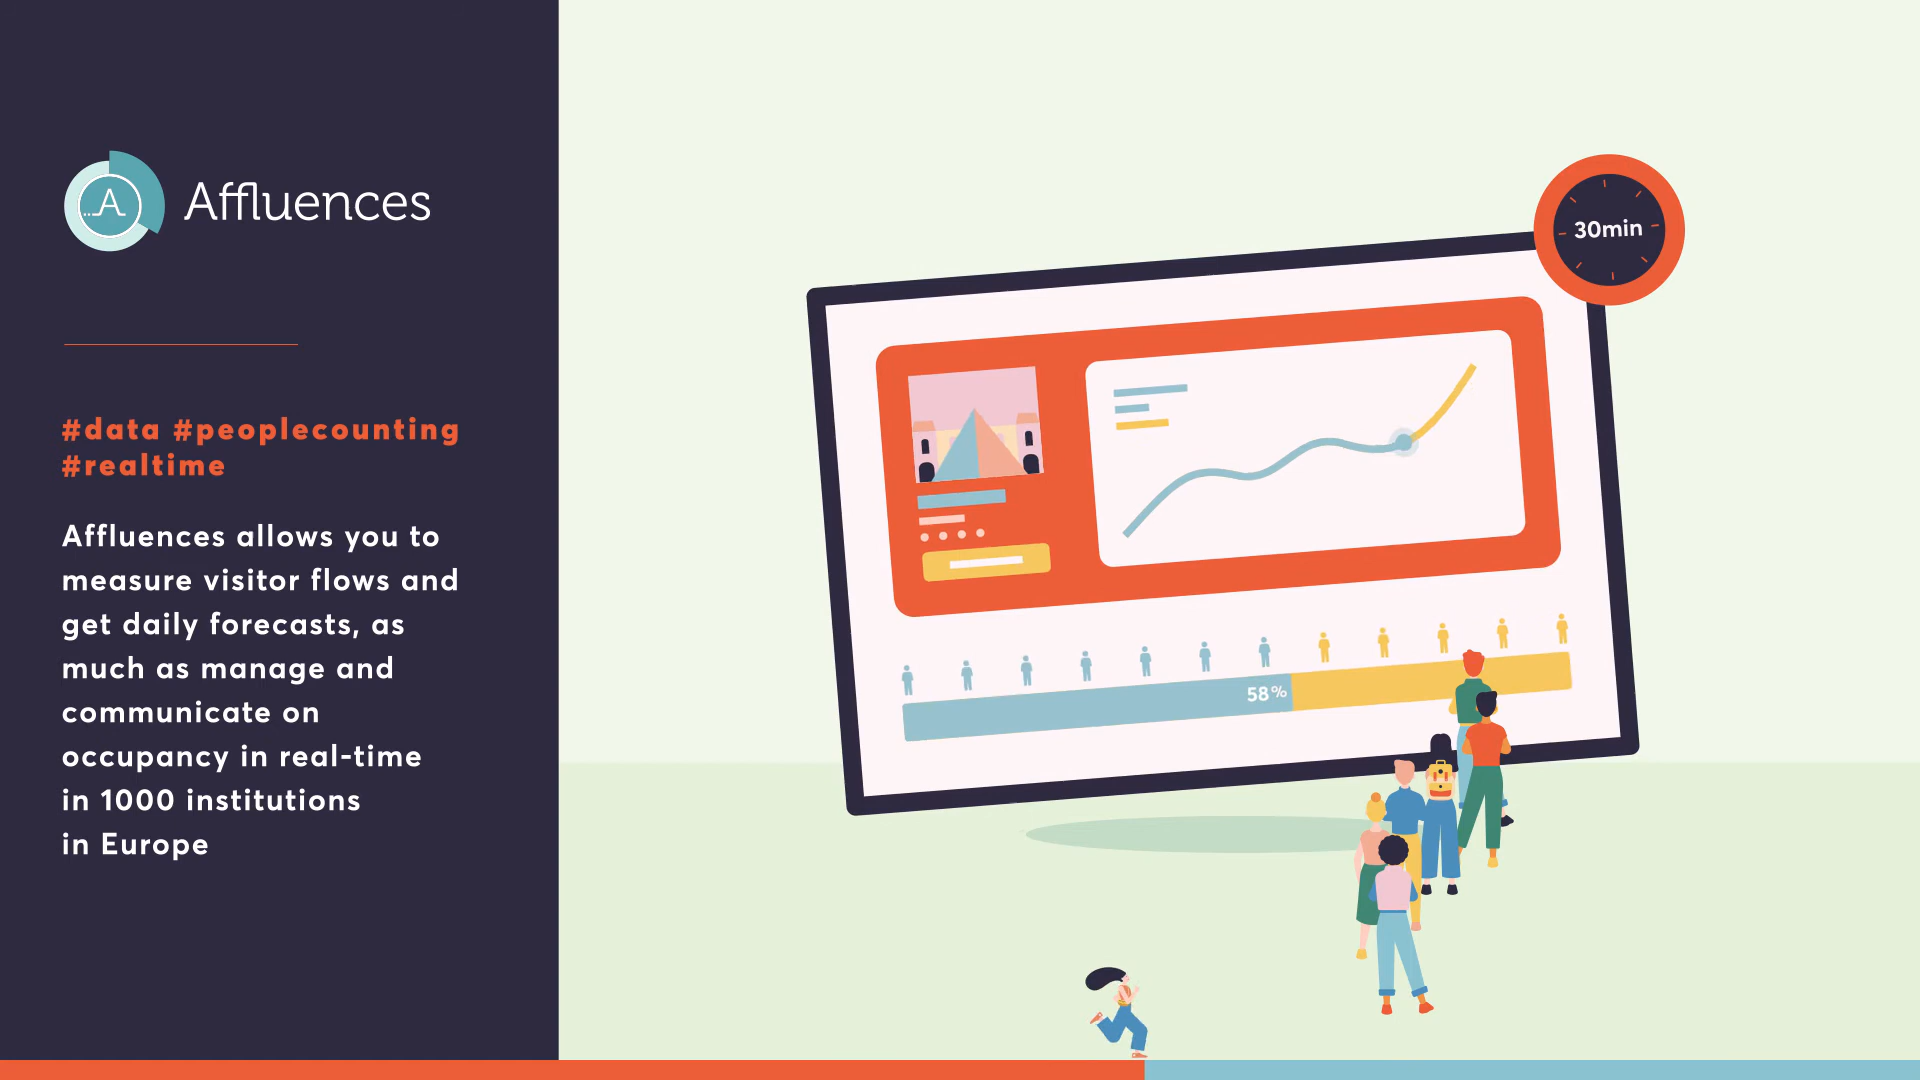 ..A
Affluences
#data #peoplecounting
#realtime
Affluences allows you to
measure visitor flows and
get daily forecasts, as
much as manage and
communicate on
occupancy in real-time
in 1000 institutions
in Europe
30min
58%